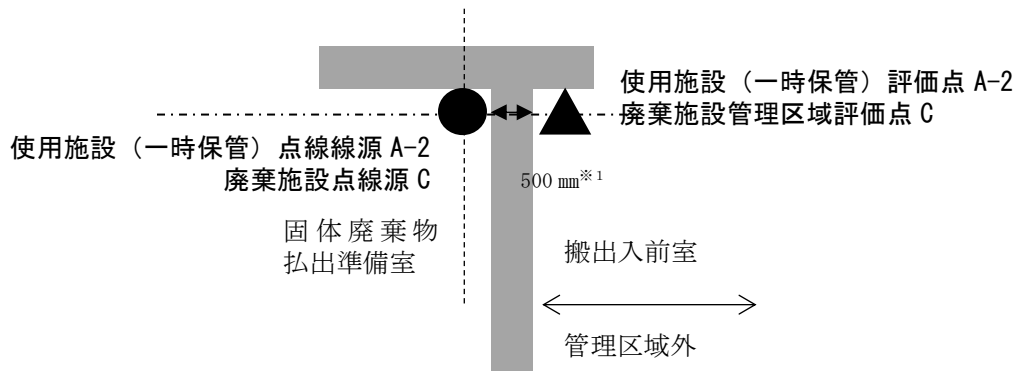 使用施設（一時保管）評価点 A-2
廃棄施設管理区域評価点 C
使用施設（一時保管）点線線源 A-2
廃棄施設点線源 C
500 ㎜※1
固体廃棄物
払出準備室
搬出入前室
管理区域外